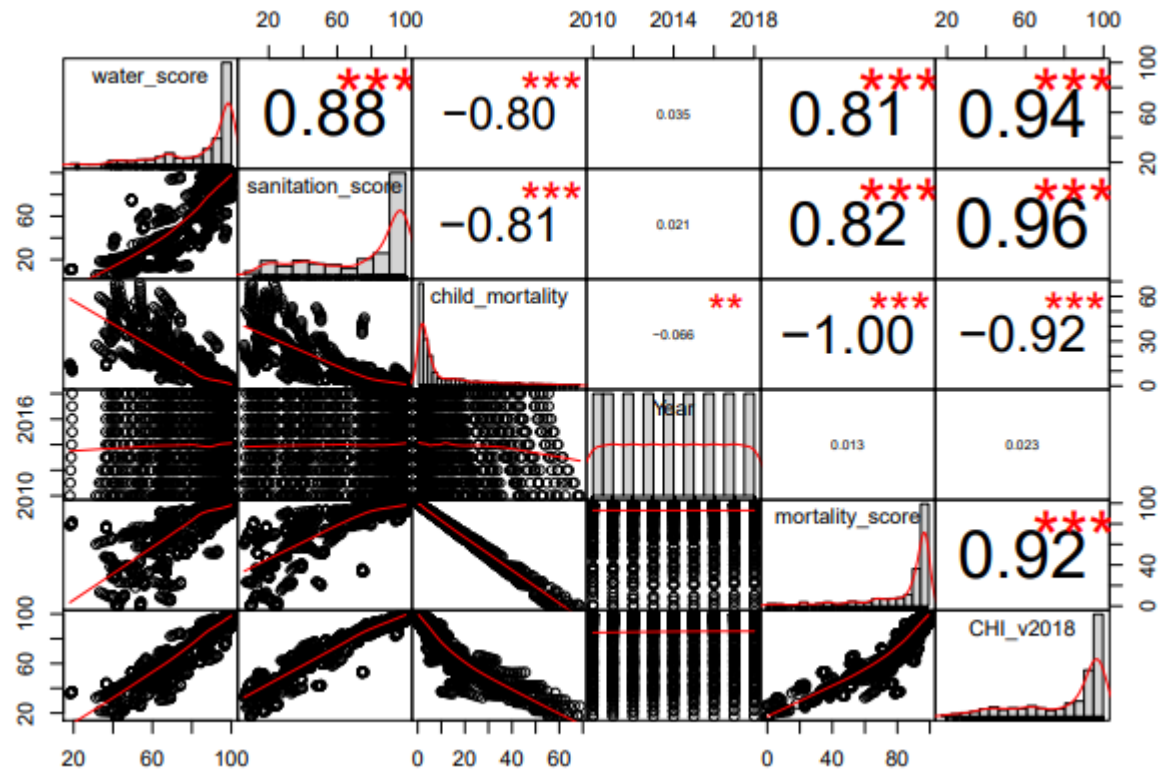 20 60 100 2010 2014 2018 20 60 100
water_score 0.88 *** −0.80 *** 0.035 0.81 *** 0.94 *** 20 60 100
20 60 sanitation_score −0.81 *** 0.021 0.82 *** 0.96 ***
child_mortality −0.066 ** −1.00 *** −0.92 *** 0 30 60
2010 2016 Year 0.013 0.023
mortality_score 0.92 *** 0 40 100
20 60 100 CHI_v2018
20 60 100 0 20 40 60 0 40 80